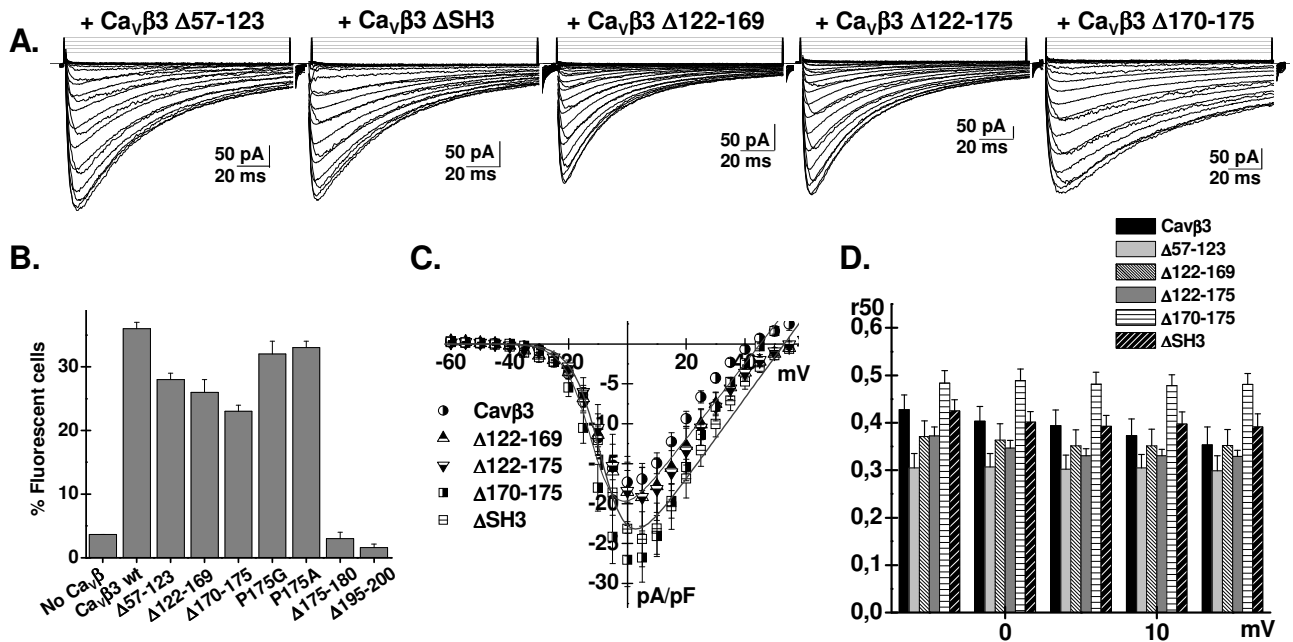 A.
+ CaVβ3 Δ57-123
+ CaVβ3 ΔSH3
+ CaVβ3 Δ122-169
+ CaVβ3 Δ122-175
+ CaVβ3 Δ170-175
50 pA
20 ms
50 pA
20 ms
50 pA
20 ms
50 pA
20 ms
50 pA
20 ms
B.
% Fluorescent cells
30
20
10
0
No CaVβ
CaVβ3 wt
Δ57-123
Δ122-169
Δ170-175
P175G
P175A
Δ175-180
Δ195-200
C.
-60
-40
-20
20
40
mV
-5
-10
-15
-20
-25
-30
pA/pF
Cavβ3
Δ122-169
Δ122-175
Δ170-175
ΔSH3
D.
Cavβ3
Δ57-123
Δ122-169
Δ122-175
Δ170-175
ΔSH3
r50
0,6
0,5
0,4
0,3
0,2
0,1
0,0
0
10
mV